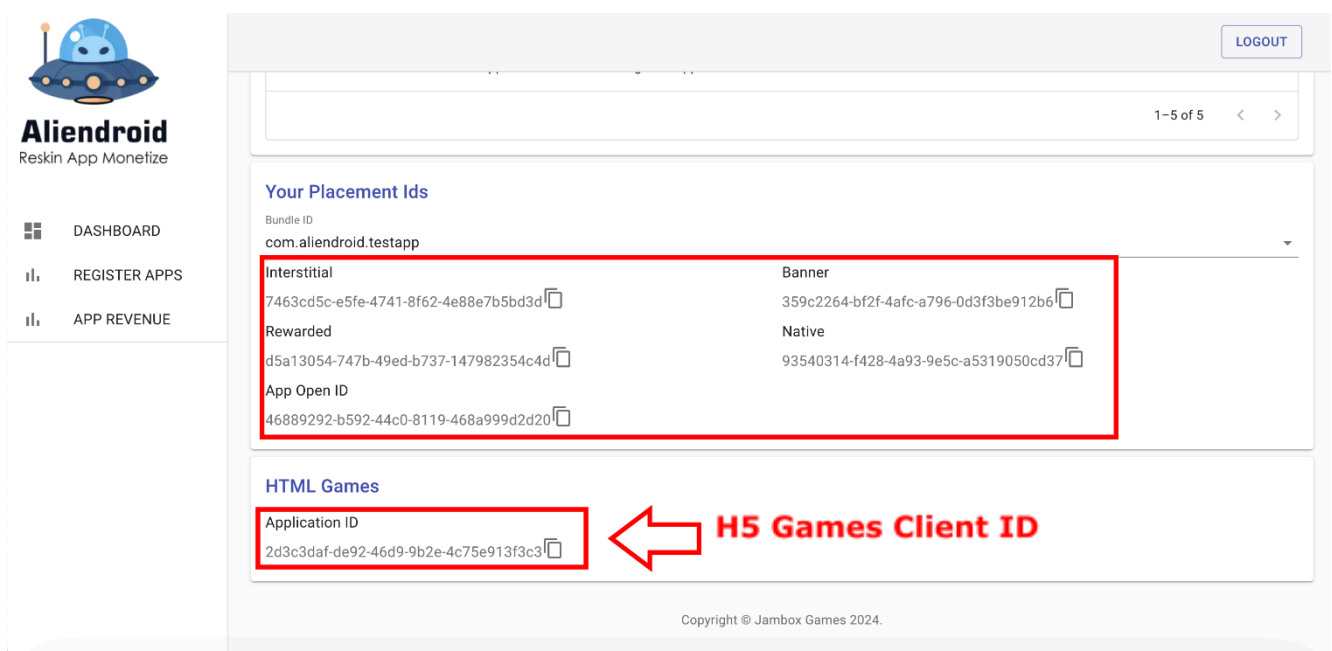 LOGOUT
Aliendroid
Reskin App Monetize
DASHBOARD
REGISTER APPS
APP REVENUE
1–5 of 5
Your Placement Ids
Bundle ID
com.aliendroid.testapp
Interstitial
7463cd5c-e5fe-4741-8f62-4e88e7b5bd3d
Banner
359c2264-bf2f-4afc-a796-0d3f3be912b6
Rewarded
d5a13054-747b-49ed-b737-147982354c4d
Native
93540314-f428-4a93-9e5c-a5319050cd37
App Open ID
46889292-b592-44c0-8119-468a999d2d20
HTML Games
Application ID
2d3c3daf-de92-46d9-9b2e-4c75e913f3c3
H5 Games Client ID
Copyright © Jambox Games 2024.